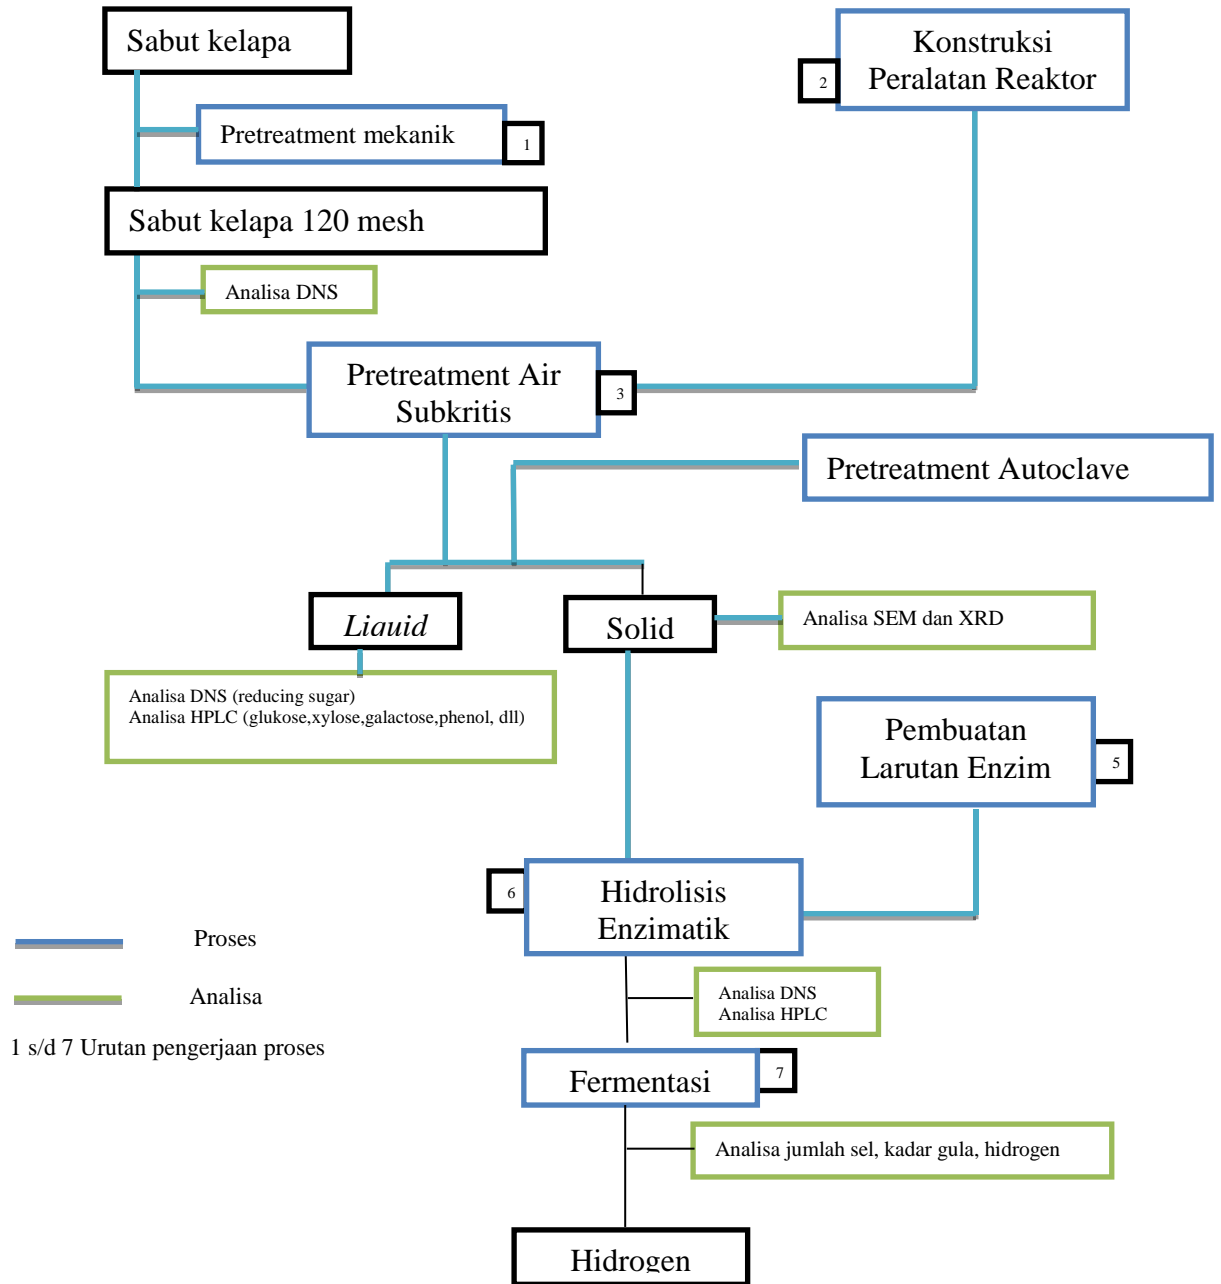 Sabut kelapa
Konstruksi
Peralatan Reaktor
2
Pretreatment mekanik
1
Sabut kelapa 120 mesh
Analisa DNS
Pretreatment Air
Subkritis
3
Pretreatment Autoclave
Liauid
Solid
Analisa SEM dan XRD
Analisa DNS (reducing sugar)
Analisa HPLC (glukose,xylose,galactose,phenol, dll)
Pembuatan
Larutan Enzim
5
6
Hidrolisis
Enzimatik
Proses
Analisa DNS
Analisa HPLC
Analisa
1 s/d 7 Urutan pengerjaan proses
Fermentasi
7
Analisa jumlah sel, kadar gula, hidrogen
Hidrogen